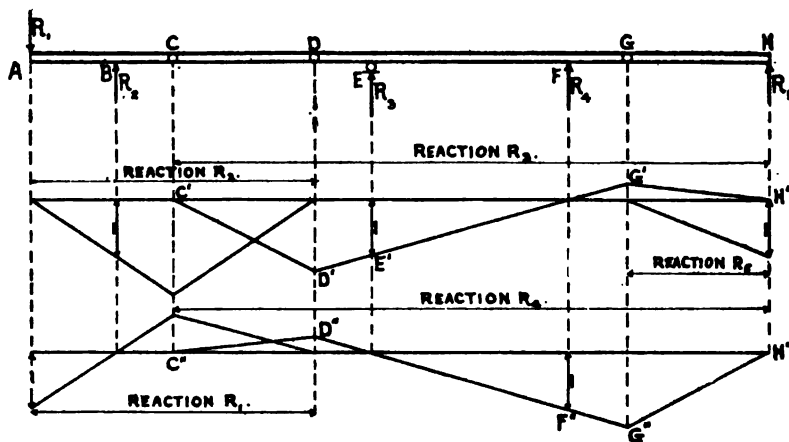 R₁ C D G H
A B R₂ E R₃ F R₄ R₁
REACTION R₃.
REACTION R₂.
C' G' H'
D' E'
REACTION R₅
REACTION R₄
D"
C" H"
REACTION R₁
F" G"